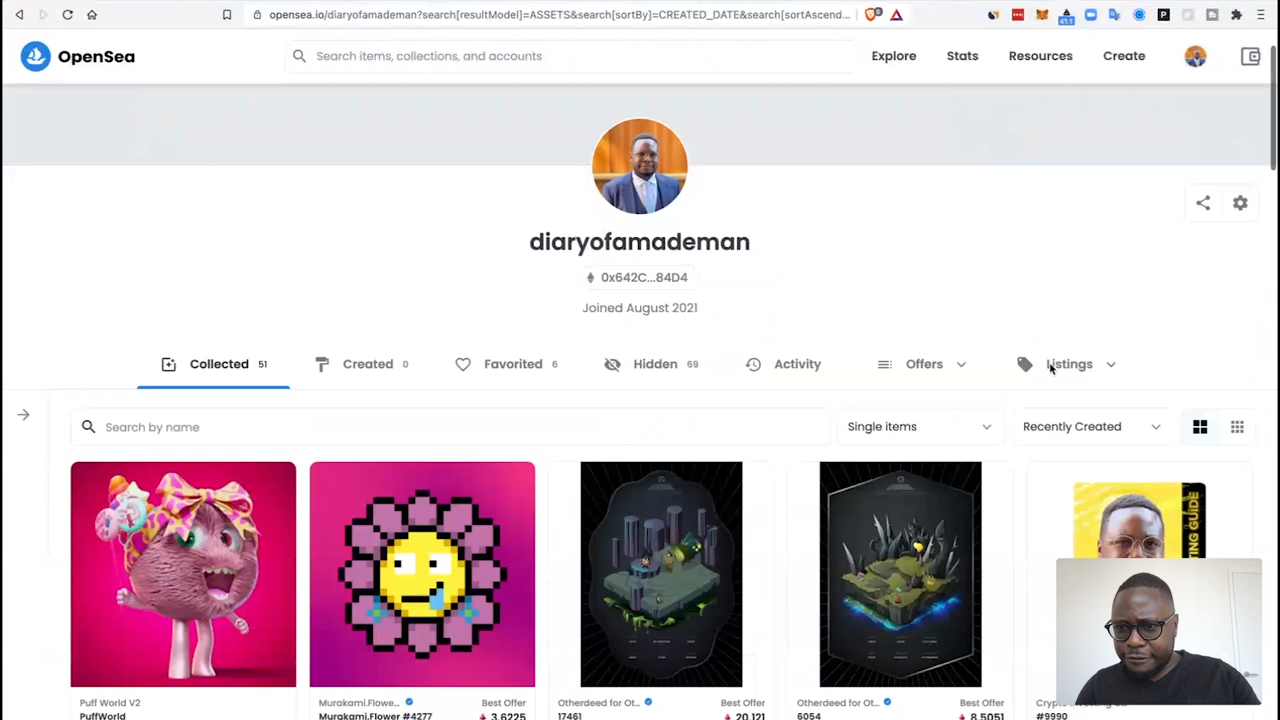 opensea.io/diaryofamademan?search[resultModel]=ASSETS&search[sortBy]=CREATED_DATE&search[sortAscend...
OpenSea
Search items, collections, and accounts
Explore
Stats
Resources
Create
diaryofamademan
0x642C...84D4
Joined August 2021
Collected 51
Created 0
Favorited 6
Hidden 69
Activity
Offers
Listings
Search by name
Single items
Recently Created
TING GUIDE
Puff World V2
PuffWorld
Murakami.Flowe...
Best Offer
Murakami.Flower #4277
3.6225
Otherdeed for Ot...
Best Offer
17461
20.121
Otherdeed for Ot...
Best Offer
6054
8.5051
#9990